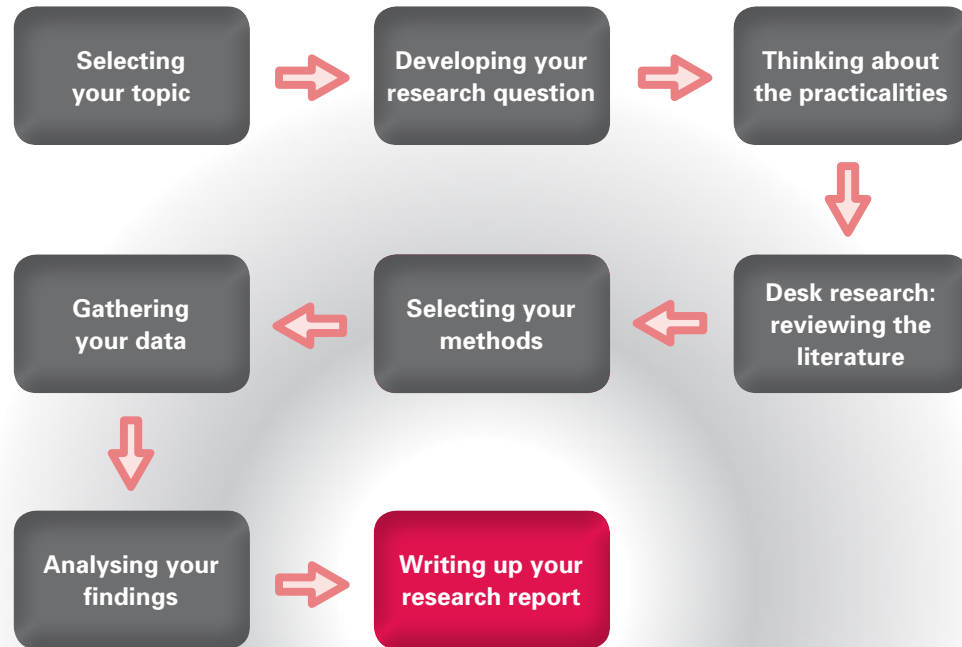 Selecting
your topic
Developing your
research question
Thinking about
the practicalities
Desk research:
reviewing the
literature
Selecting your
methods
Gathering
your data
Analysing your
findings
Writing up your
research report